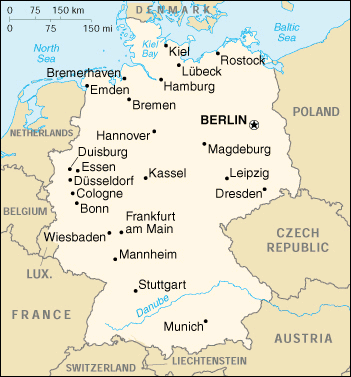 0 75 150 km
0 75 150 mi
DENMARK
North
Sea
Baltic
Sea
Kiel
Bay
Kiel
Rostock
Lübeck
Bremerhaven
Hamburg
Emden
Bremen
POLAND
BERLIN
NETHERLANDS
Hannover
Magdeburg
Duisburg
Essen
Kassel
Leipzig
Düsseldorf
Dresden
Cologne
Bonn
BELGIUM
Frankfurt
am Main
Wiesbaden
CZECH
REPUBLIC
Mannheim
LUX.
Stuttgart
Danube
FRANCE
Munich
AUSTRIA
LIECHTENSTEIN
SWITZERLAND